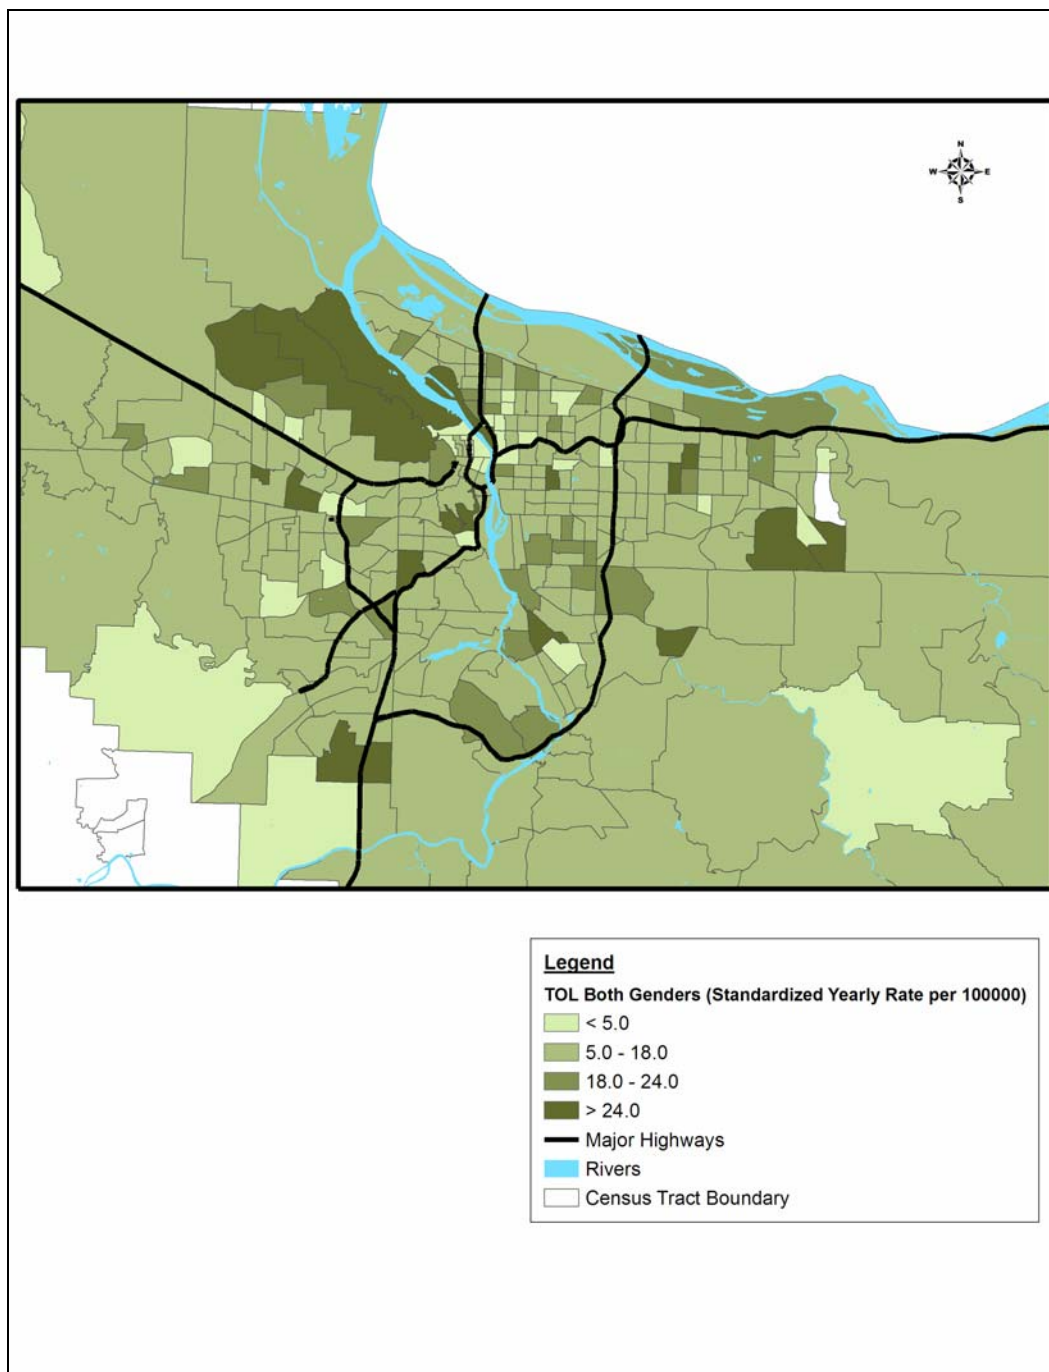 N
W E
S
Legend
TOL Both Genders (Standardized Yearly Rate per 100000)
< 5.0
5.0 - 18.0
18.0 - 24.0
> 24.0
Major Highways
Rivers
Census Tract Boundary